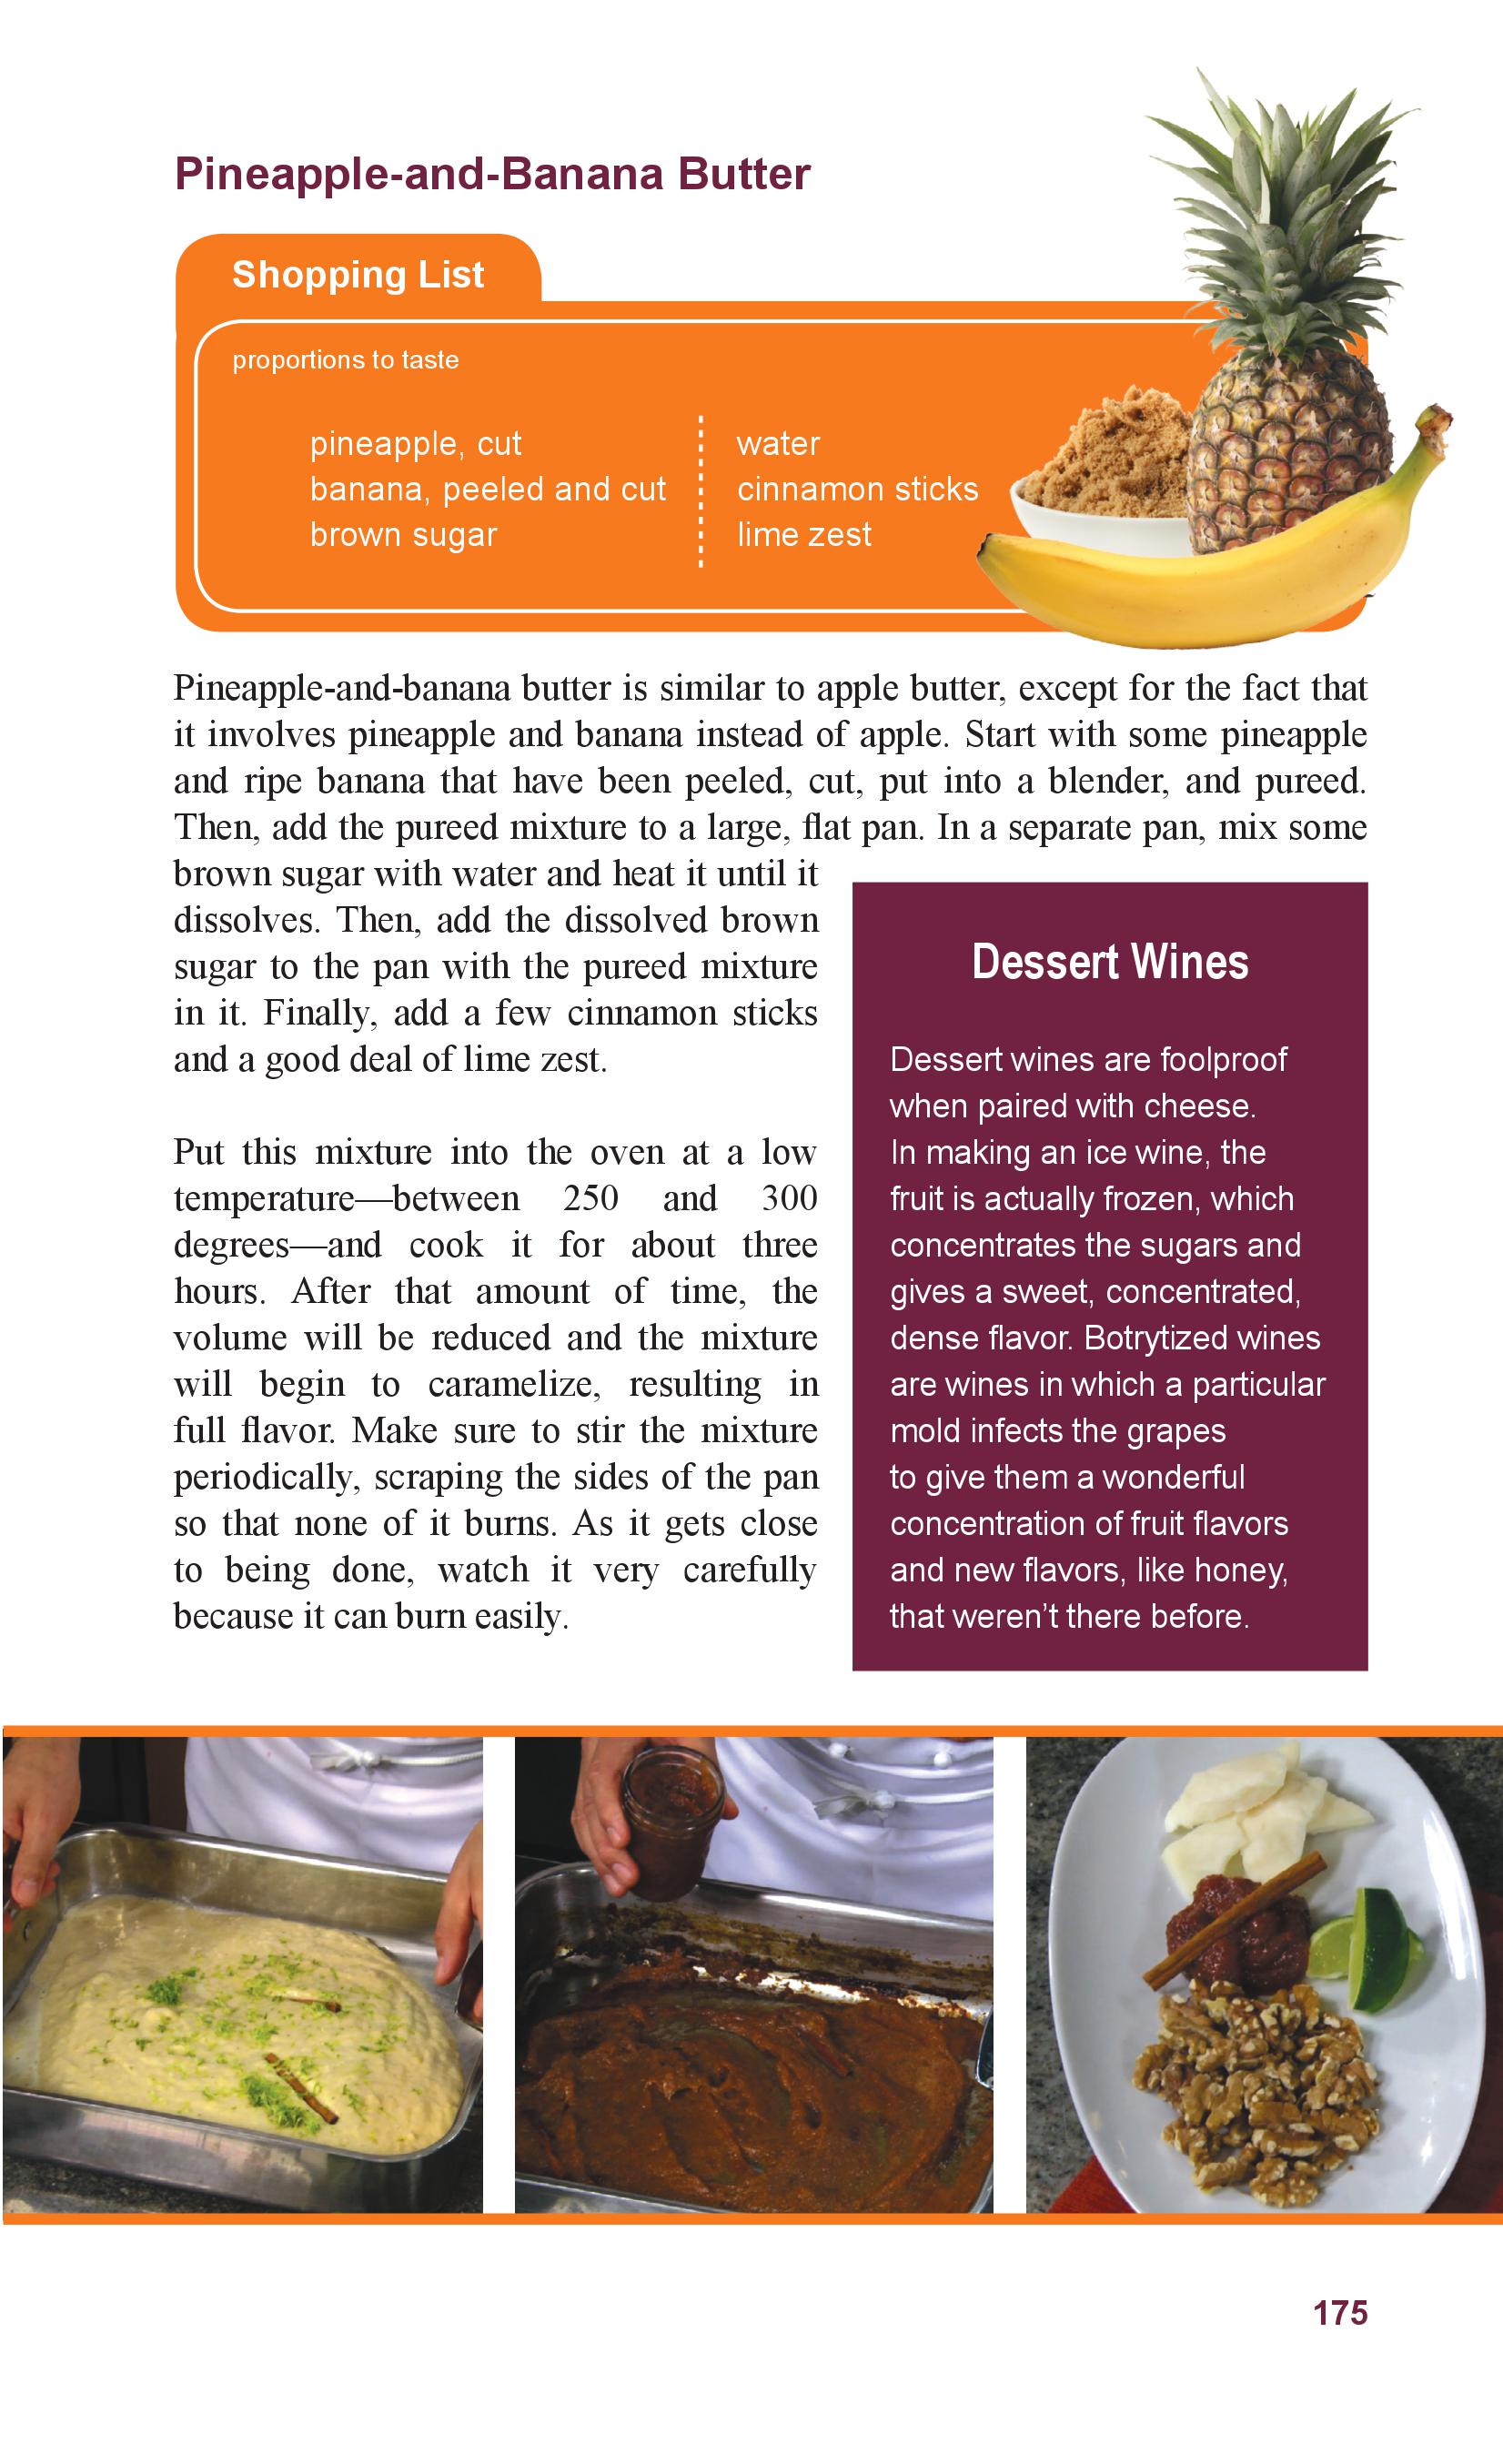 Pineapple-and-Banana Butter
Shopping List
proportions to taste
pineapple, cut
banana, peeled and cut
brown sugar
water
cinnamon sticks
lime zest
Pineapple-and-banana butter is similar to apple butter, except for the fact that
it involves pineapple and banana instead of apple. Start with some pineapple
and ripe banana that have been peeled, cut, put into a blender, and pureed.
Then, add the pureed mixture to a large, flat pan. In a separate pan, mix some
brown sugar with water and heat it until it
dissolves. Then, add the dissolved brown
sugar to the pan with the pureed mixture
in it. Finally, add a few cinnamon sticks
and a good deal of lime zest.
Put this mixture into the oven at a low
temperature—between 250 and 300
degrees—and cook it for about three
hours. After that amount of time, the
volume will be reduced and the mixture
will begin to caramelize, resulting in
full flavor. Make sure to stir the mixture
periodically, scraping the sides of the pan
so that none of it burns. As it gets close
to being done, watch it very carefully
because it can burn easily.
Dessert Wines
Dessert wines are foolproof
when paired with cheese.
In making an ice wine, the
fruit is actually frozen, which
concentrates the sugars and
gives a sweet, concentrated,
dense flavor. Botrytized wines
are wines in which a particular
mold infects the grapes
to give them a wonderful
concentration of fruit flavors
and new flavors, like honey,
that weren’t there before.
175